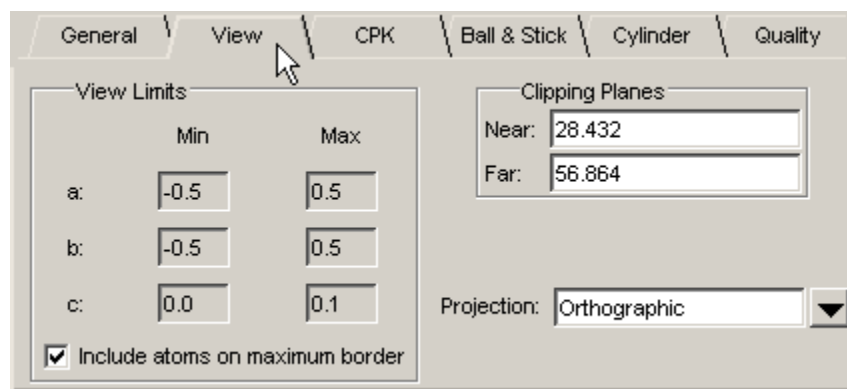 General View CPK Ball & Stick Cylinder Quality
View Limits
Min Max
a: -0.5 0.5
b: -0.5 0.5
c: 0.0 0.1
Include atoms on maximum border
Clipping Planes
Near: 28.432
Far: 56.864
Projection: Orthographic